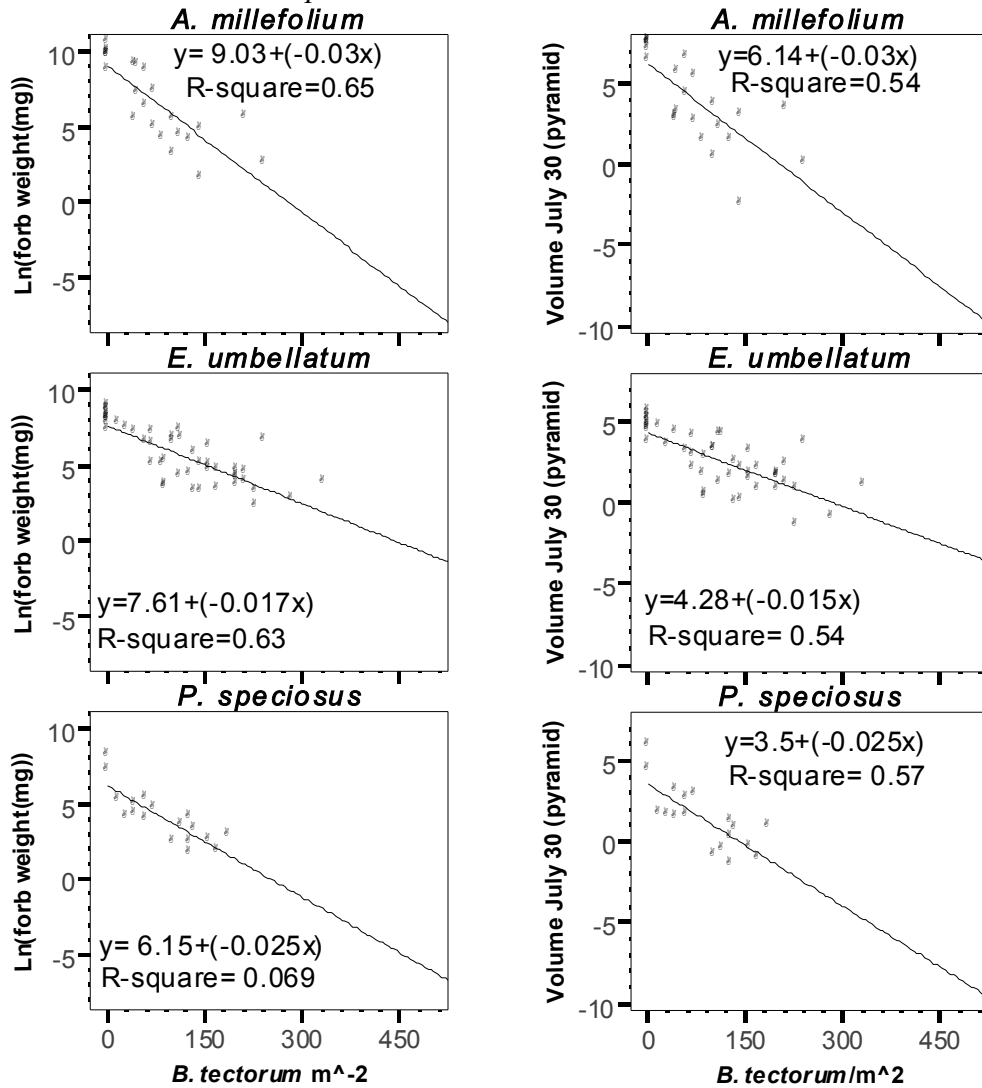 A. millefolium
y= 9.03+(-0.03x)
R-square=0.65
Ln(forb weight(mg))
10
5
0
-5
A. millefolium
y=6.14+(-0.03x)
R-square=0.54
Volume July 30 (pyramid)
5
0
-5
-10
E. umbellatum
Ln(forb weight(mg))
10
5
0
-5
y=7.61+(-0.017x)
R-square=0.63
E. umbellatum
Volume July 30 (pyramid)
5
0
-5
-10
y=4.28+(-0.015x)
R-square= 0.54
P. speciosus
Ln(forb weight(mg))
10
5
0
-5
y= 6.15+(-0.025x)
R-square= 0.069
0 150 300 450
B. tectorum m^-2
P. speciosus
y=3.5+(-0.025x)
R-square= 0.57
Volume July 30 (pyramid)
5
0
-5
-10
0 150 300 450
B. tectorum/m^2